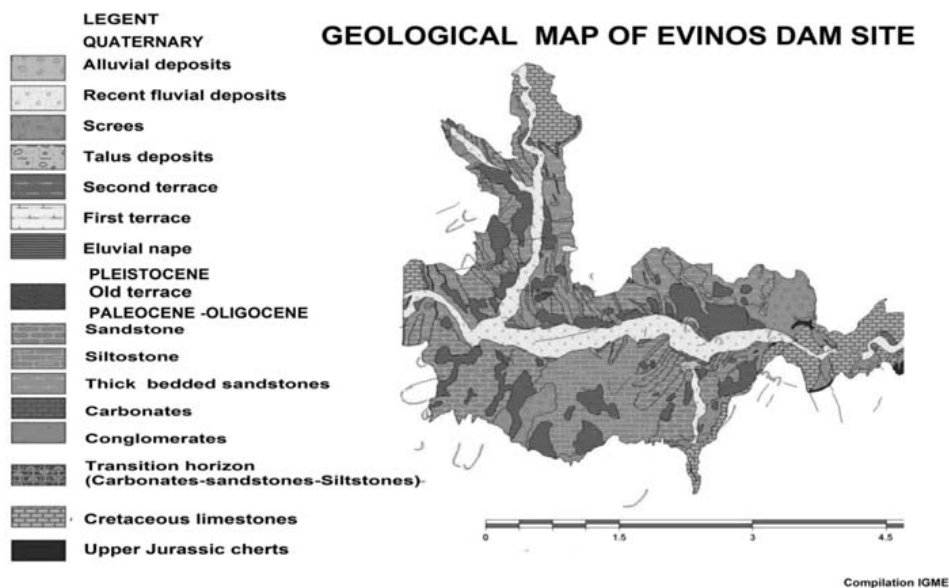 LEGENT
QUATERNARY
GEOLOGICAL MAP OF EVINOS DAM SITE
Alluvial deposits
Recent fluvial deposits
Screes
Talus deposits
Second terrace
First terrace
Eluvial nape
PLEISTOCENE
Old terrace
PALEOCENE -OLIGOCENE
Sandstone
Siltostone
Thick bedded sandstones
Carbonates
Conglomerates
Transition horizon
(Carbonates-sandstones-Siltstones)
Cretaceous limestones
Upper Jurassic cherts
0 1.5 3 4.5
Compilation IGME